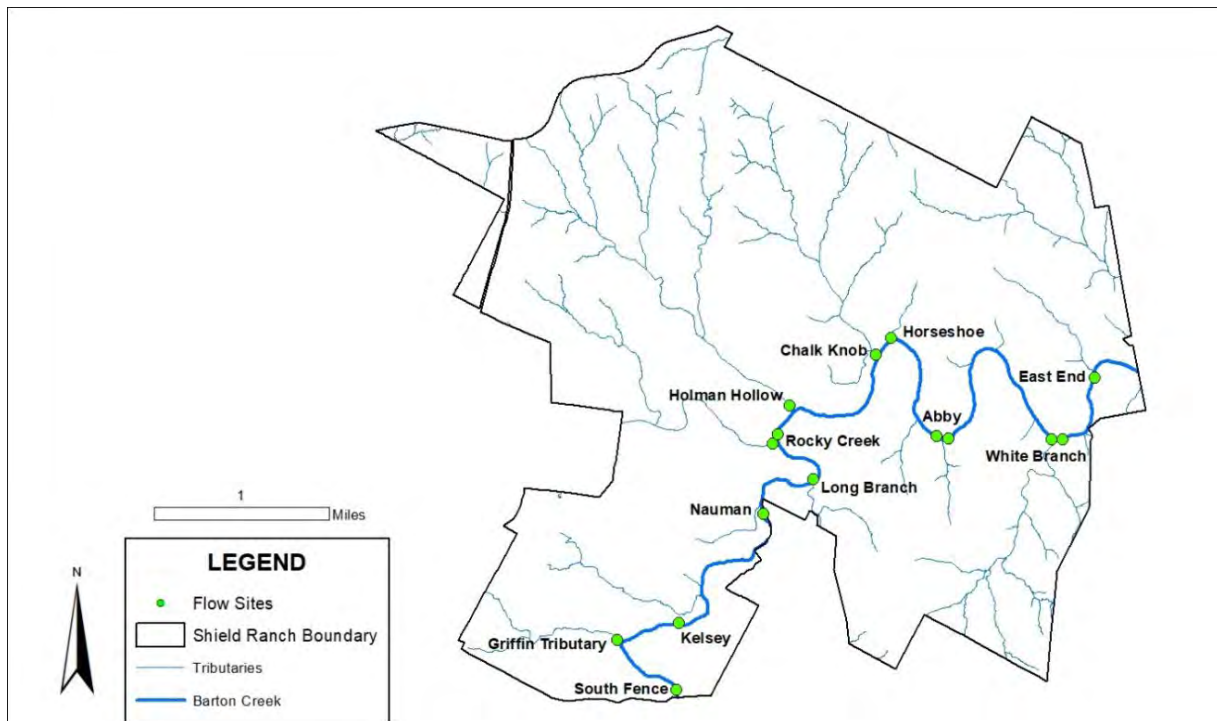 Horseshoe
Chalk Knob
East End
Holman Hollow
Abby
Rocky Creek
White Branch
Long Branch
Nauman
Kelsey
Griffin Tributary
South Fence
1
Miles
N
LEGEND
Flow Sites
Shield Ranch Boundary
Tributaries
Barton Creek